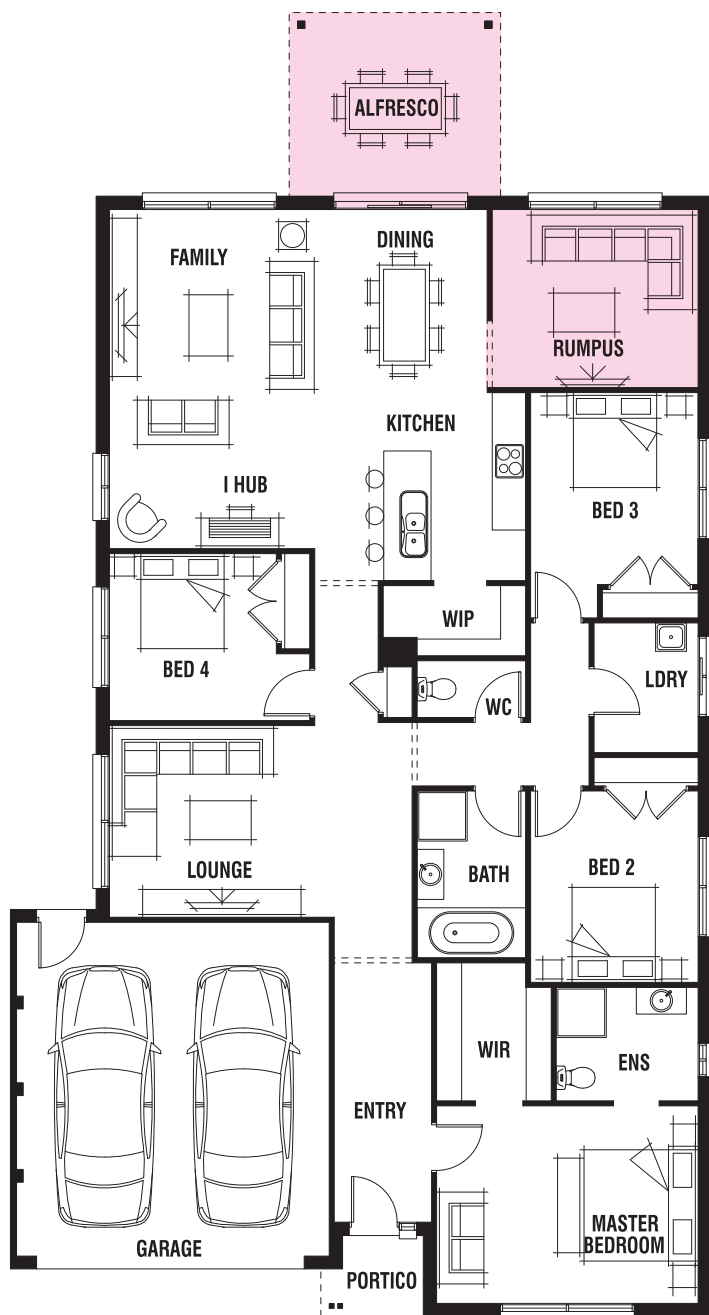 ALFRESCO
FAMILY
DINING
RUMPUS
KITCHEN
I HUB
BED 3
WIP
BED 4
WC
LDRY
LOUNGE
BATH
BED 2
WIR
ENS
ENTRY
MASTER
BEDROOM
GARAGE
PORTICO